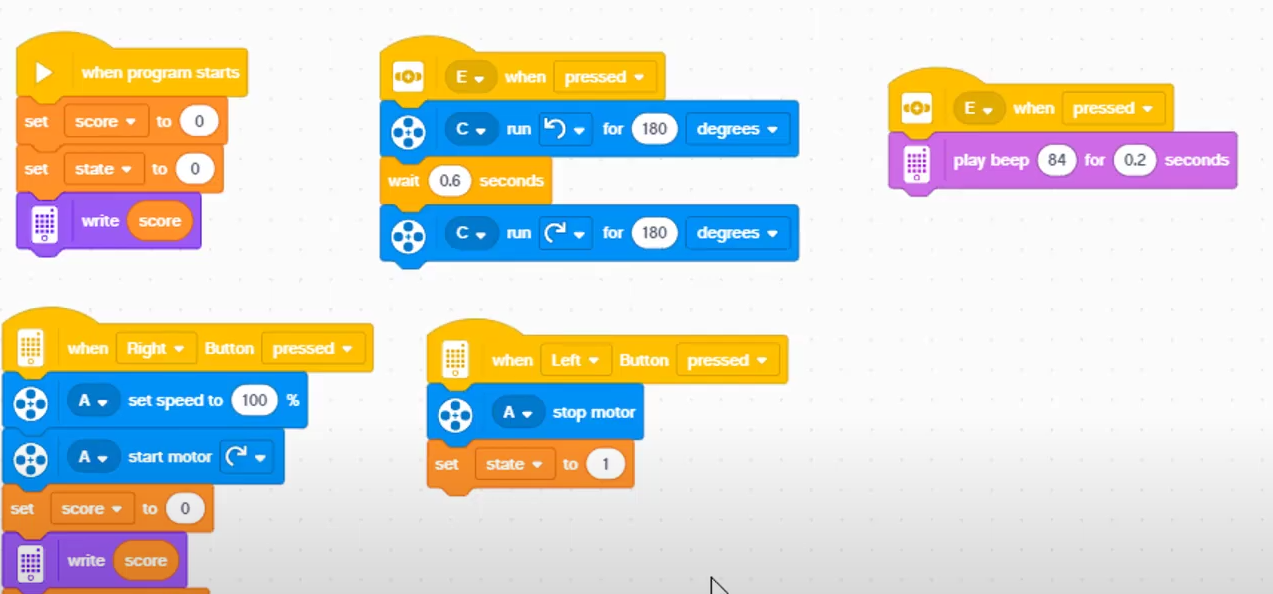 when program starts
set score to 0
set state to 0
write score
E when pressed
C run for 180 degrees
wait 0.6 seconds
C run for 180 degrees
E when pressed
play beep 84 for 0.2 seconds
when Right Button pressed
A set speed to 100 %
A start motor
set score to 0
write score
when Left Button pressed
A stop motor
set state to 1